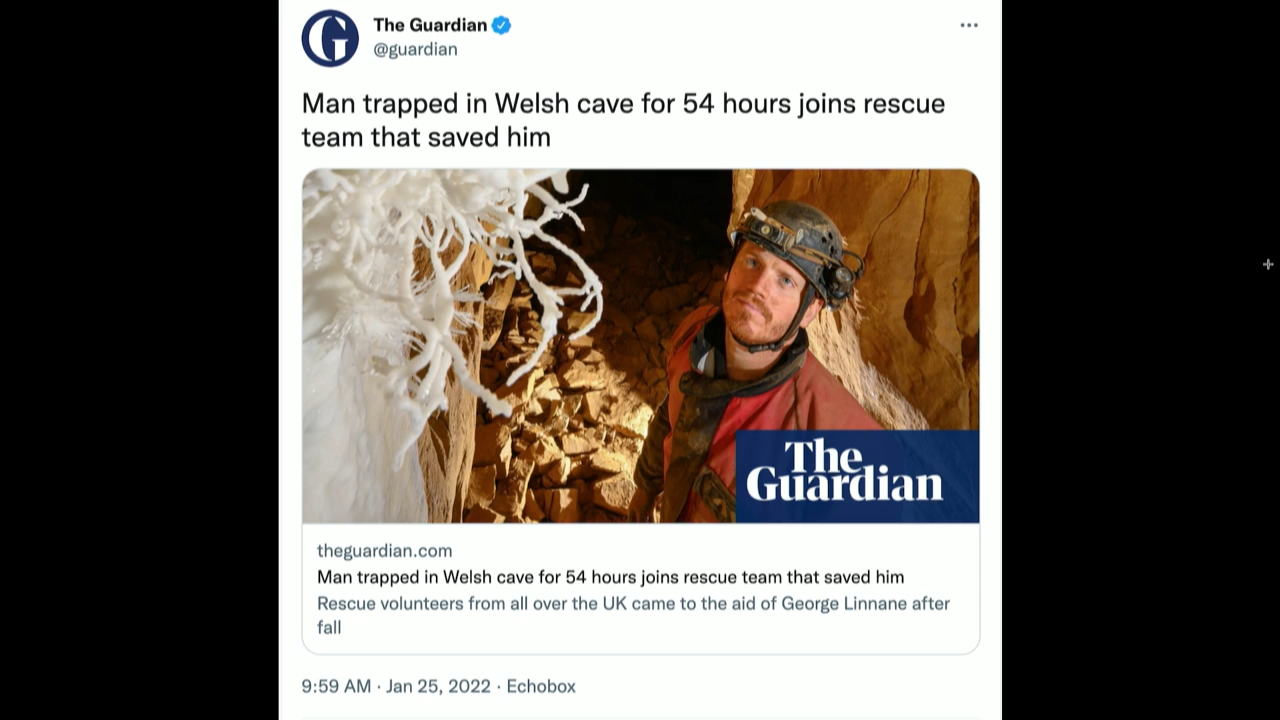 The Guardian
@guardian
Man trapped in Welsh cave for 54 hours joins rescue
team that saved him
The
Guardian
theguardian.com
Man trapped in Welsh cave for 54 hours joins rescue team that saved him
Rescue volunteers from all over the UK came to the aid of George Linnane after
fall
9:59 AM · Jan 25, 2022 · Echobox